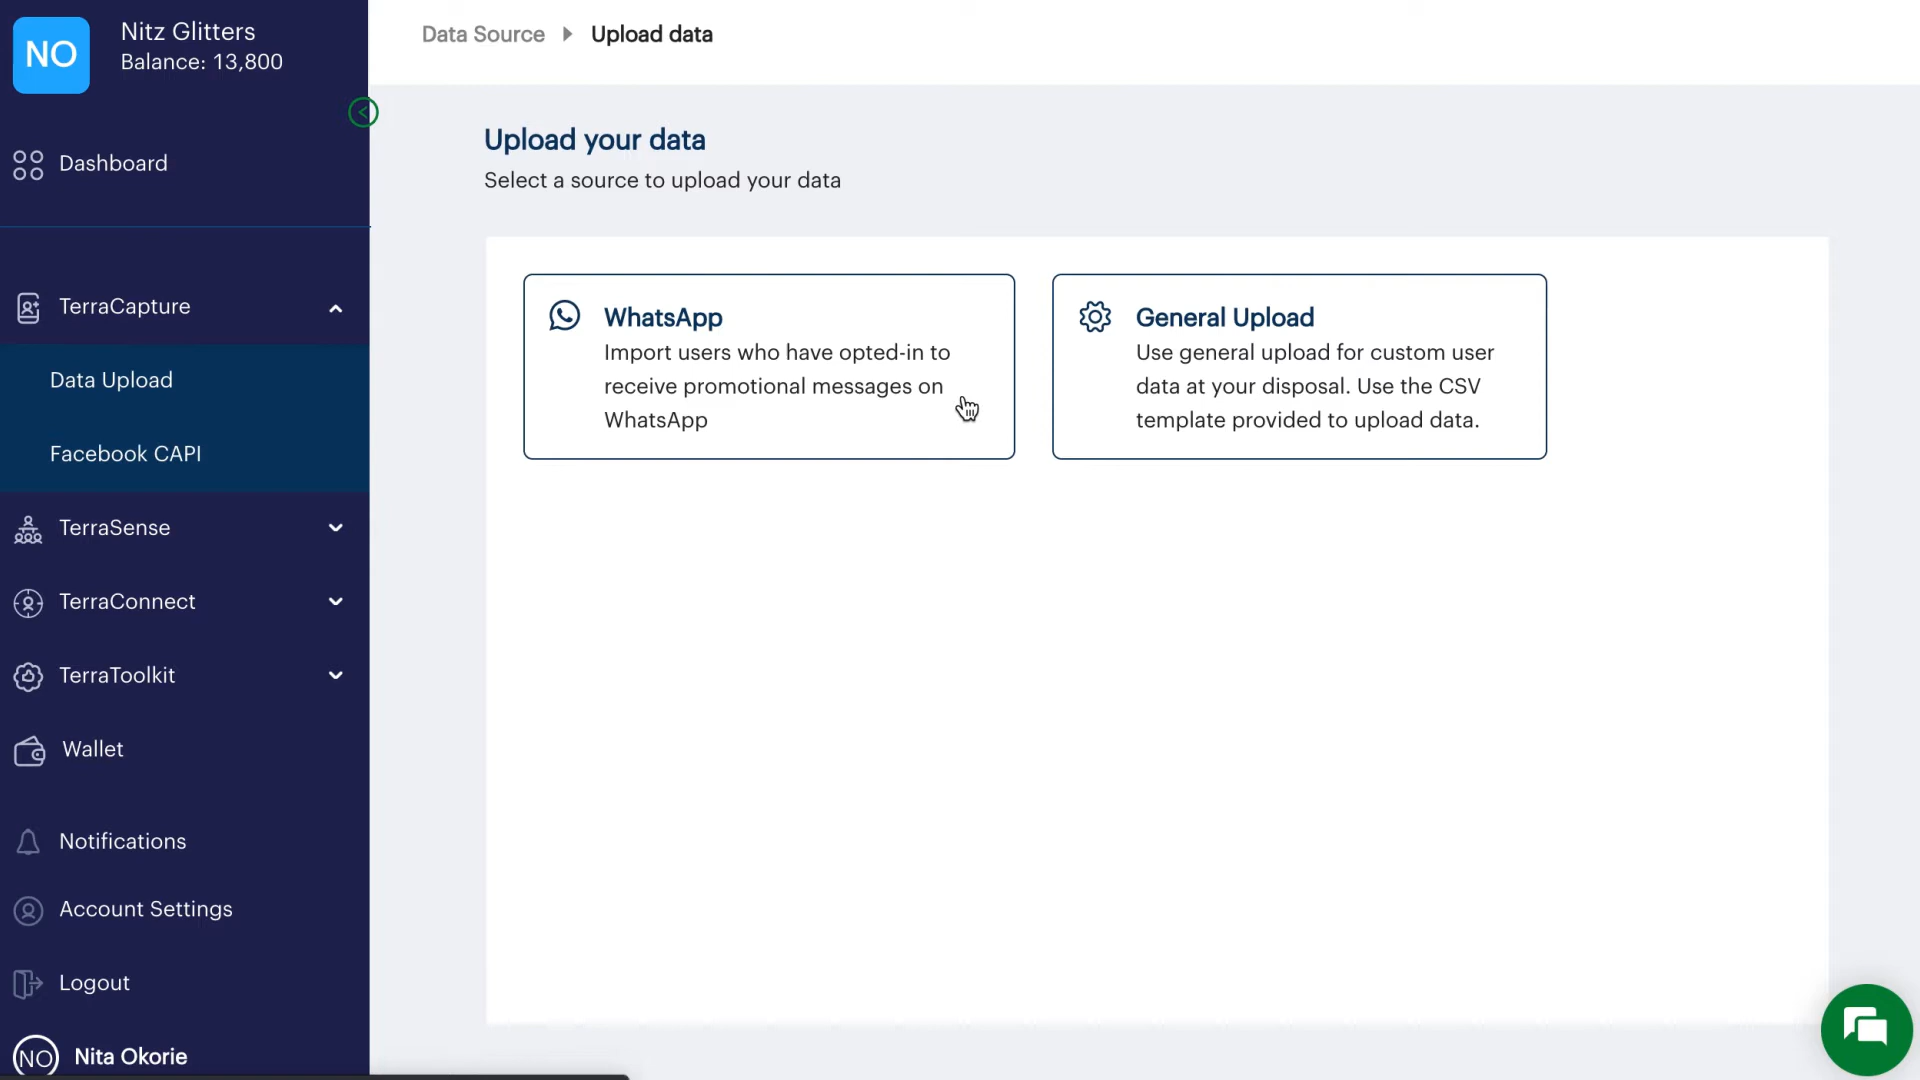 NO
Nitz Glitters
Balance: 13,800
Dashboard
TerraCapture
Data Upload
Facebook CAPI
TerraSense
TerraConnect
TerraToolkit
Wallet
Notifications
Account Settings
Logout
NO
Nita Okorie
Data Source
Upload data
Upload your data
Select a source to upload your data
WhatsApp
Import users who have opted-in to
receive promotional messages on
WhatsApp
General Upload
Use general upload for custom user
data at your disposal. Use the CSV
template provided to upload data.